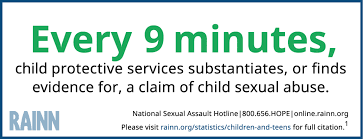 Every 9 minutes,
child protective services substantiates, or finds
evidence for, a claim of child sexual abuse.
National Sexual Assault Hotline|800.656.HOPE|online.rainn.org
RAINN
Please visit rainn.org/statistics/children-and-teens for full citation.1